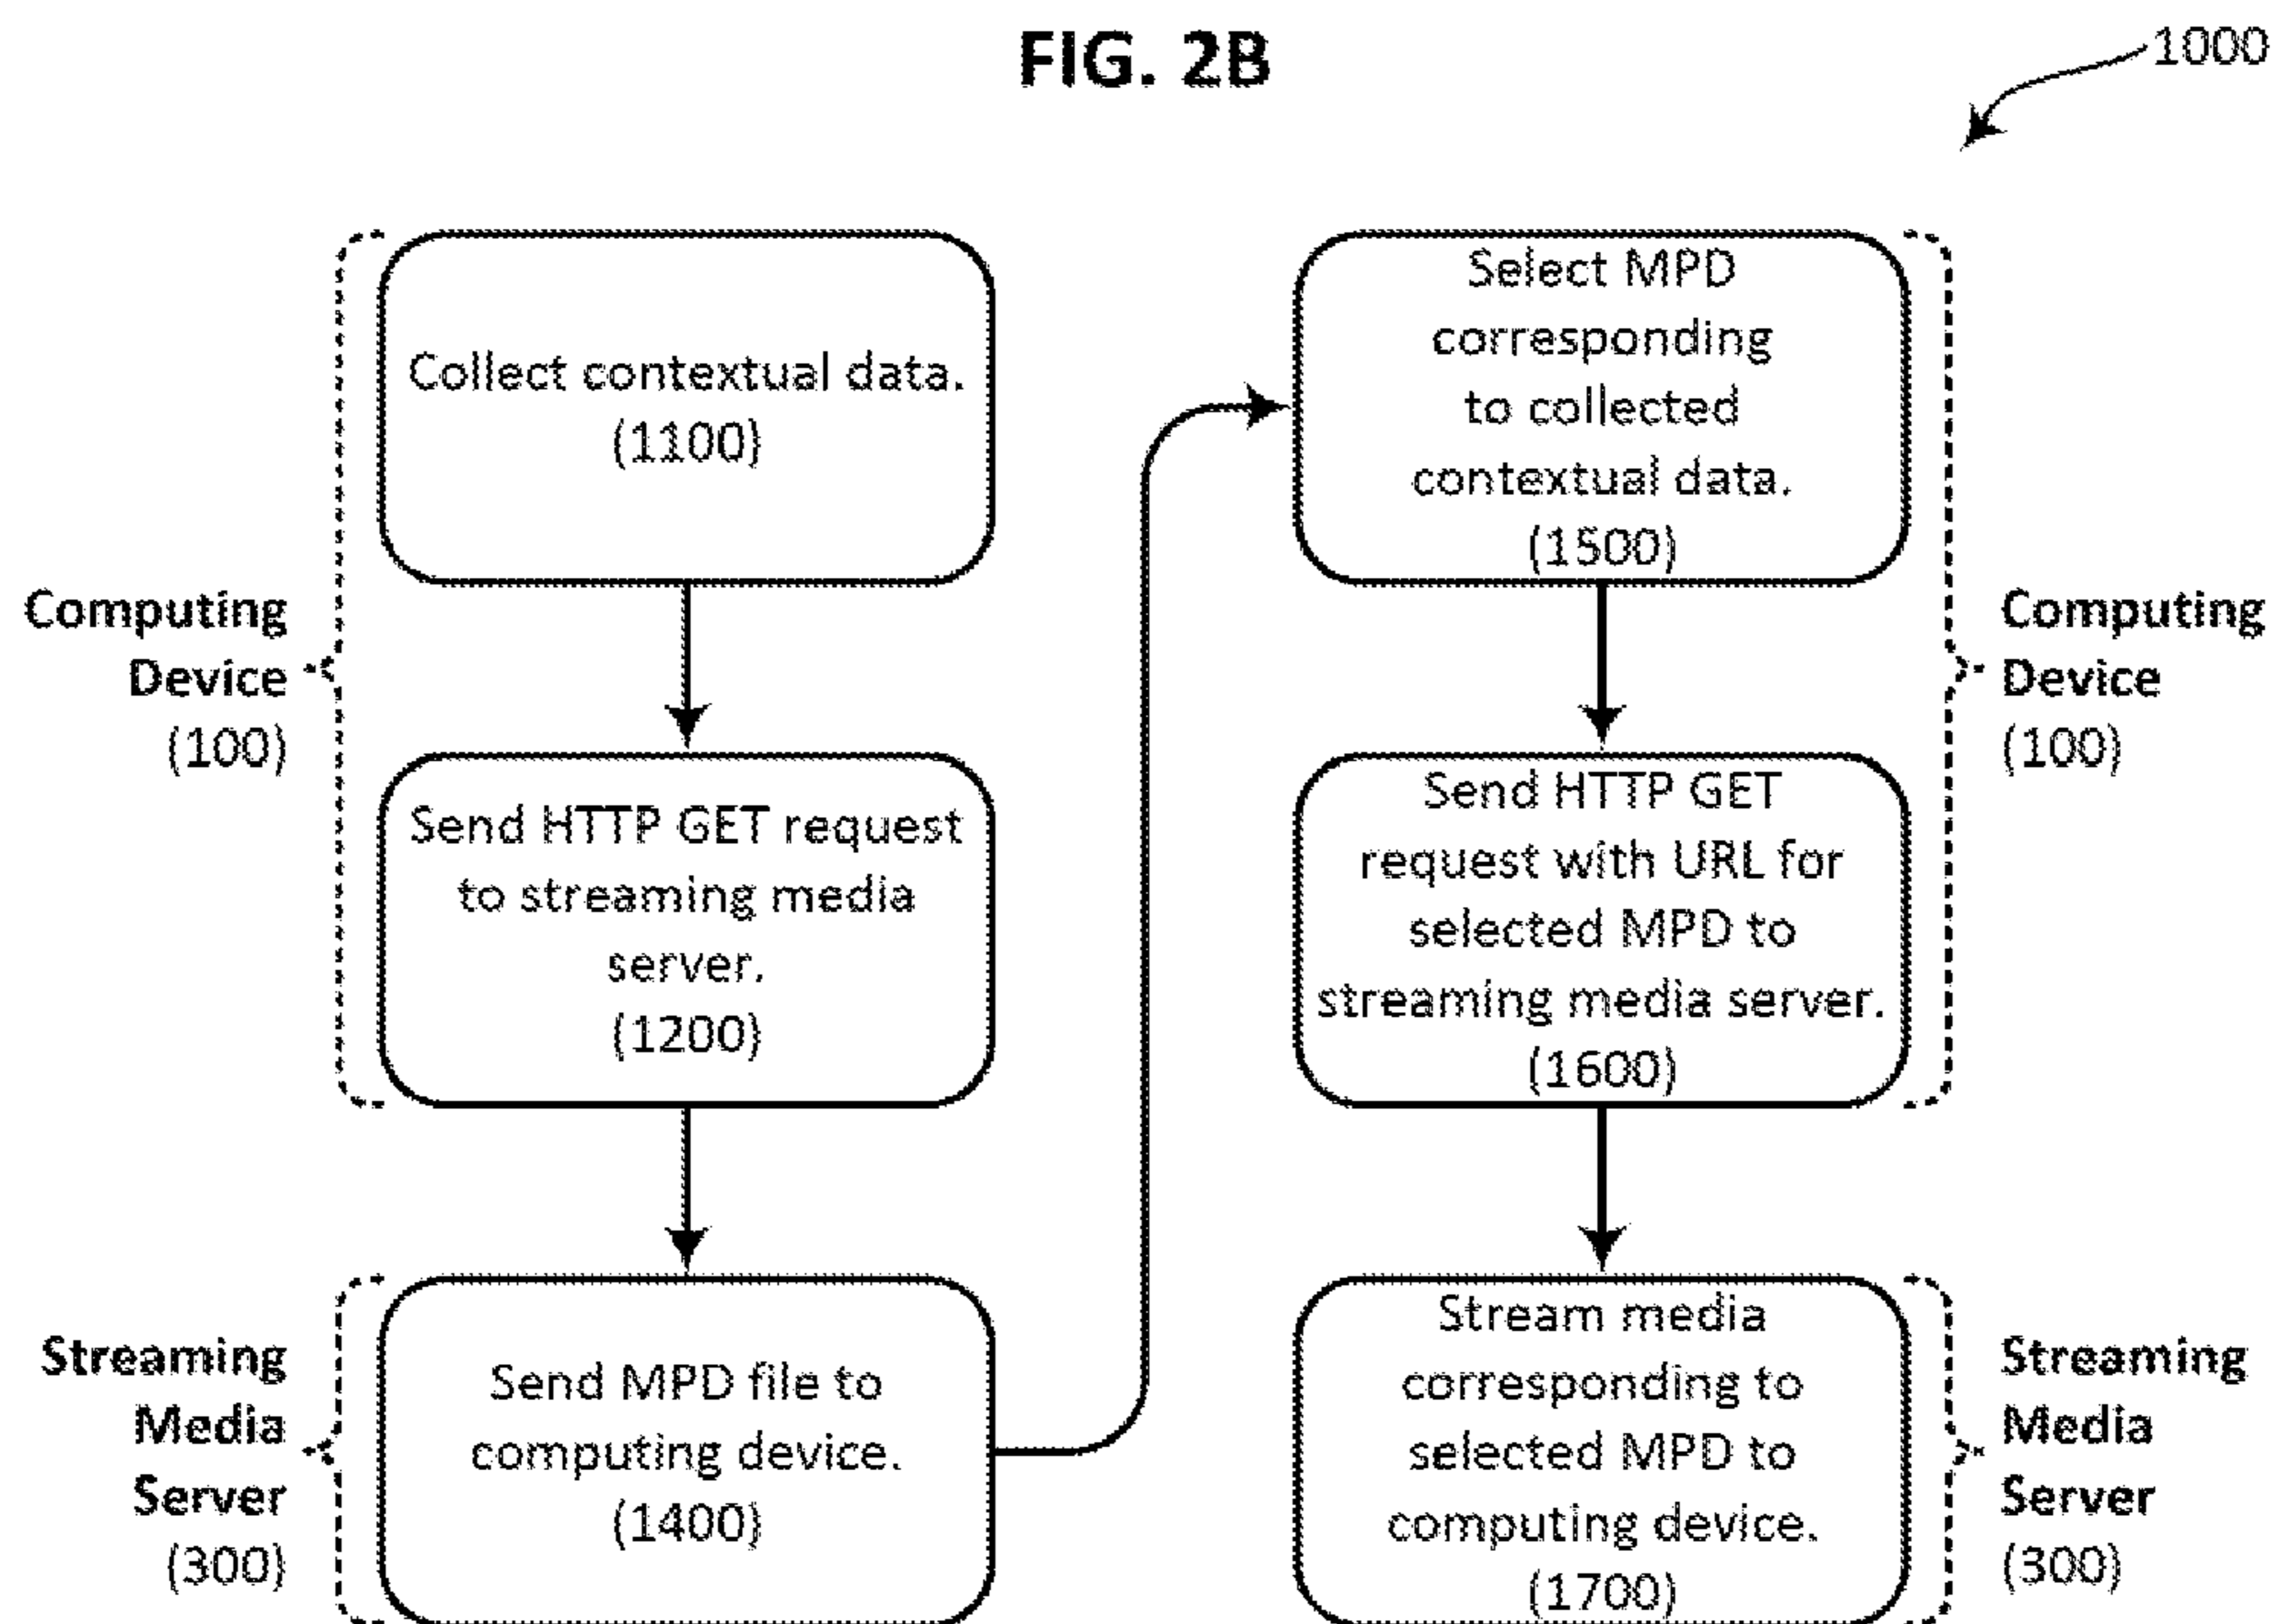 FIG. 2B
1000
Collect contextual data.
(1100)
Computing
Device
(100)
Send HTTP GET request
to streaming media
server.
(1200)
Streaming
Media
Server
(300)
Send MPD file to
computing device.
(1400)
Select MPD
corresponding
to collected
contextual data.
(1500)
Computing
Device
(100)
Send HTTP GET
request with URL for
selected MPD to
streaming media server.
(1600)
Stream media
corresponding to
selected MPD to
computing device.
(1700)
Streaming
Media
Server
(300)